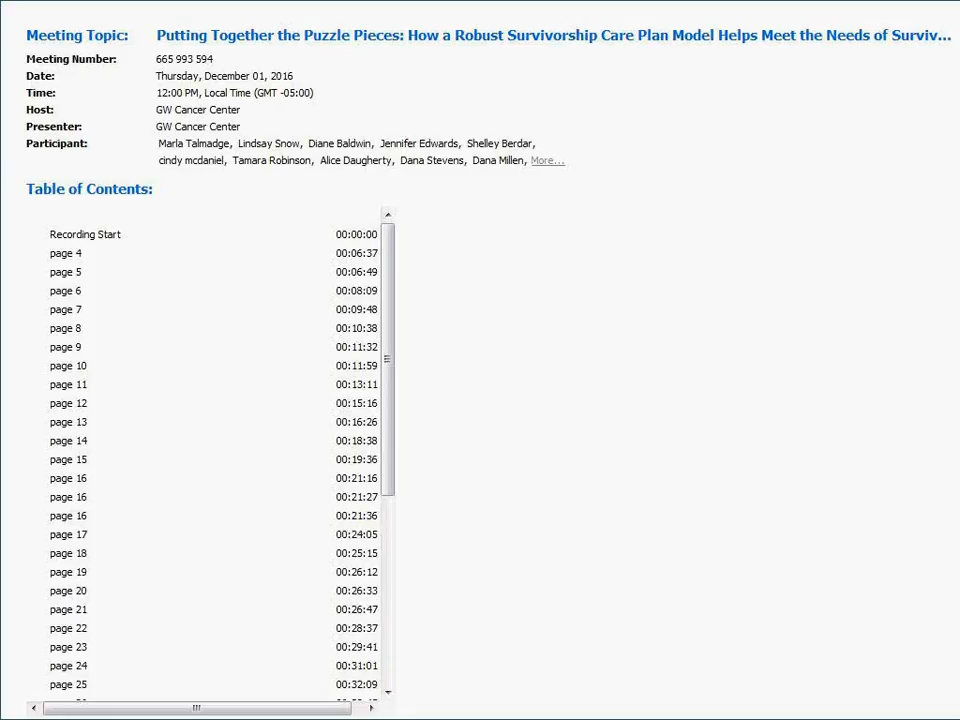 Meeting Topic: Putting Together the Puzzle Pieces: How a Robust Survivorship Care Plan Model Helps Meet the Needs of Surviv...
Meeting Number: 665 993 594
Date: Thursday, December 01, 2016
Time: 12:00 PM, Local Time (GMT -05:00)
Host: GW Cancer Center
Presenter: GW Cancer Center
Participant: Marla Talmadge, Lindsay Snow, Diane Baldwin, Jennifer Edwards, Shelley Berdar,
cindy mcdaniel, Tamara Robinson, Alice Daugherty, Dana Stevens, Dana Millen, More...
Table of Contents:
Recording Start 00:00:00
page 4 00:06:37
page 5 00:06:49
page 6 00:08:09
page 7 00:09:48
page 8 00:10:38
page 9 00:11:32
page 10 00:11:59
page 11 00:13:11
page 12 00:15:16
page 13 00:16:26
page 14 00:18:38
page 15 00:19:36
page 16 00:21:16
page 16 00:21:27
page 16 00:21:36
page 17 00:24:05
page 18 00:25:15
page 19 00:26:12
page 20 00:26:33
page 21 00:26:47
page 22 00:28:37
page 23 00:29:41
page 24 00:31:01
page 25 00:32:09